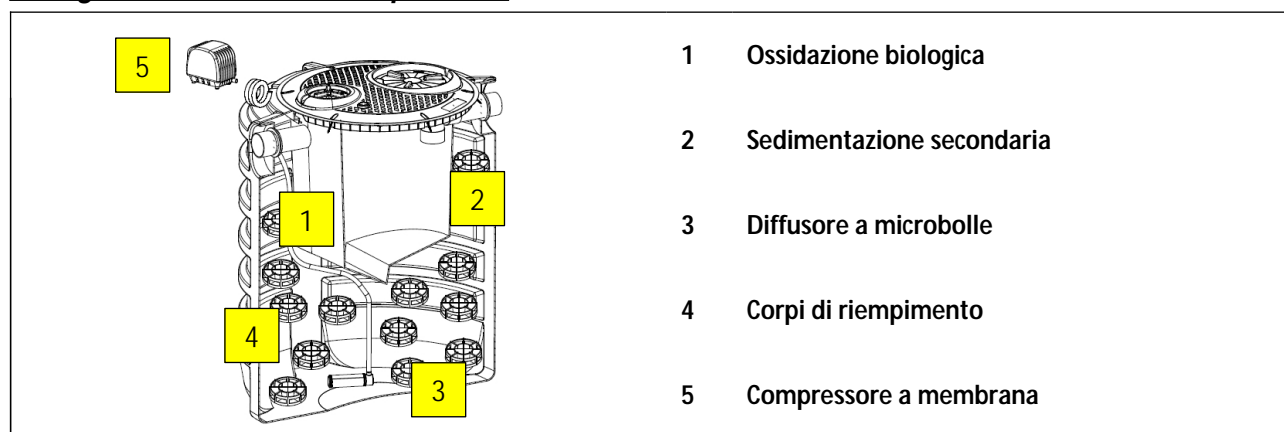 5
1
2
4
3
1 Ossidazione biologica
2 Sedimentazione secondaria
3 Diffusore a microbolle
4 Corpi di riempimento
5 Compressore a membrana